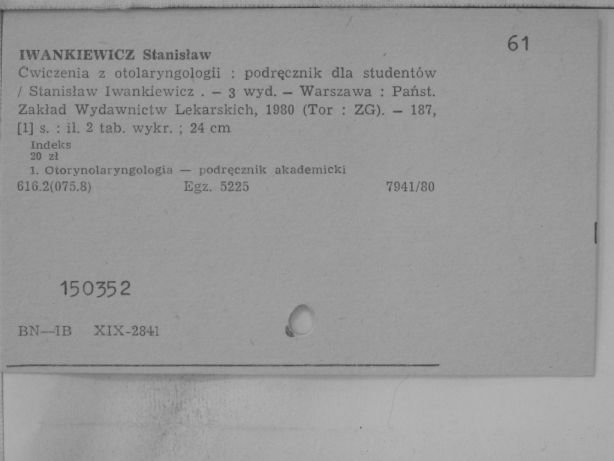 61
IWANKIEWICZ Stanisław
Ćwiczenia z otolaryngologii : podręcznik dla studentów
/ Stanisław Iwankiewicz . — 3 wyd. — Warszawa : Państ.
Zakład Wydawnictw Lekarskich, 1980 (Tor : ZG). — 187,
[1] s. : il. 2 tab. wykr. ; 24 cm
Indeks
20 zł
1. Otorynolaryngologia — podręcznik akademicki
616.2(075.8) Egz. 5225 7941/80
150352
BN—IB XIX-2841